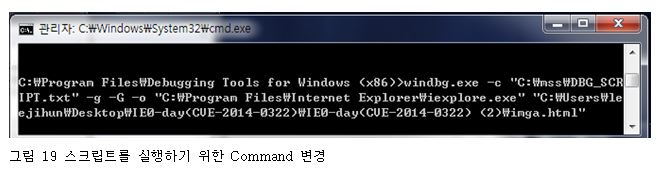 관리자: C:₩Windows₩System32₩cmd.exe
C:₩Program Files₩Debugging Tools for Windows (x86)>windbg.exe -c "C:₩mss₩DBG_SCR
IPT.txt" -g -G -o "C:₩Program Files₩Internet Explorer₩iexplore.exe" "C:₩Users₩le
ejihun₩Desktop₩IE0-day(CVE-2014-0322)₩IE0-day(CVE-2014-0322) (2)₩imga.html"
그림 19 스크립트를 실행하기 위한 Command 변경